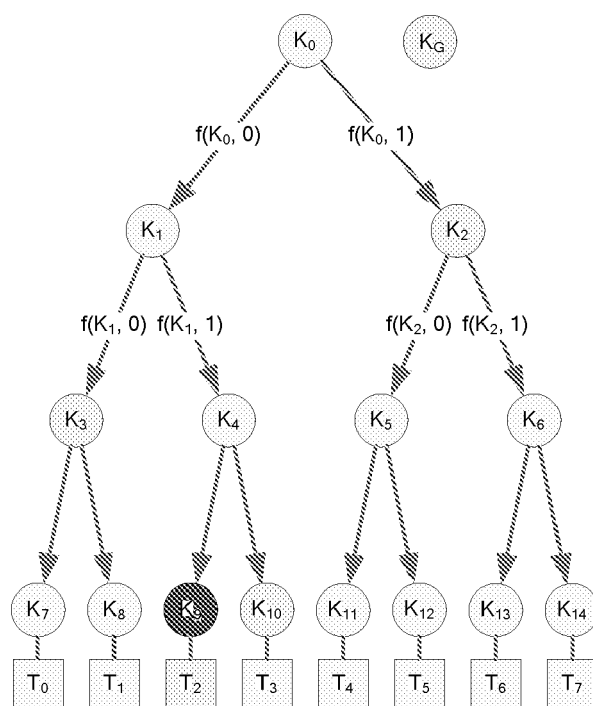 K₀ K_G
f(K₀, 0) f(K₀, 1)
K₁ K₂
f(K₁, 0) f(K₁, 1) f(K₂, 0) f(K₂, 1)
K₃ K₄ K₅ K₆
K₇ K₈ K₁₀ K₁₁ K₁₂ K₁₃ K₁₄
T₀ T₁ T₂ T₃ T₄ T₅ T₆ T₇